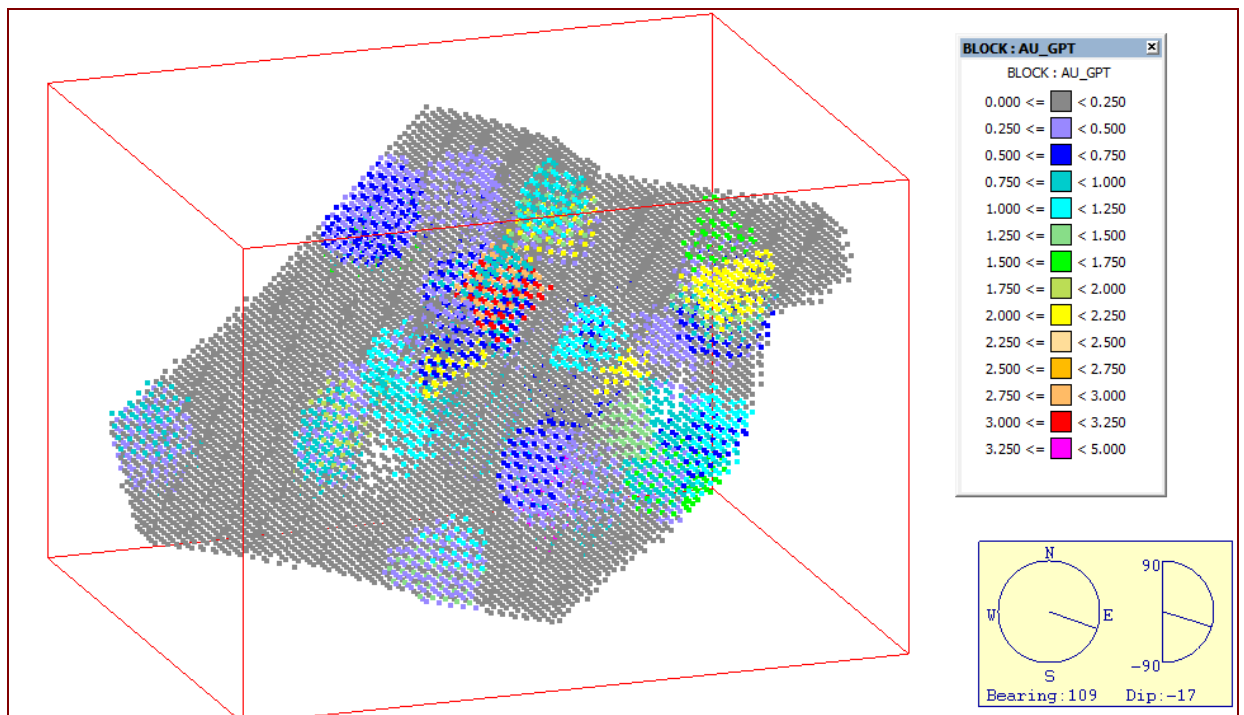 BLOCK : AU_GPT
BLOCK : AU_GPT
0.000 <= < 0.250
0.250 <= < 0.500
0.500 <= < 0.750
0.750 <= < 1.000
1.000 <= < 1.250
1.250 <= < 1.500
1.500 <= < 1.750
1.750 <= < 2.000
2.000 <= < 2.250
2.250 <= < 2.500
2.500 <= < 2.750
2.750 <= < 3.000
3.000 <= < 3.250
3.250 <= < 5.000
N
90
W E
S
-90
Bearing:109 Dip:-17